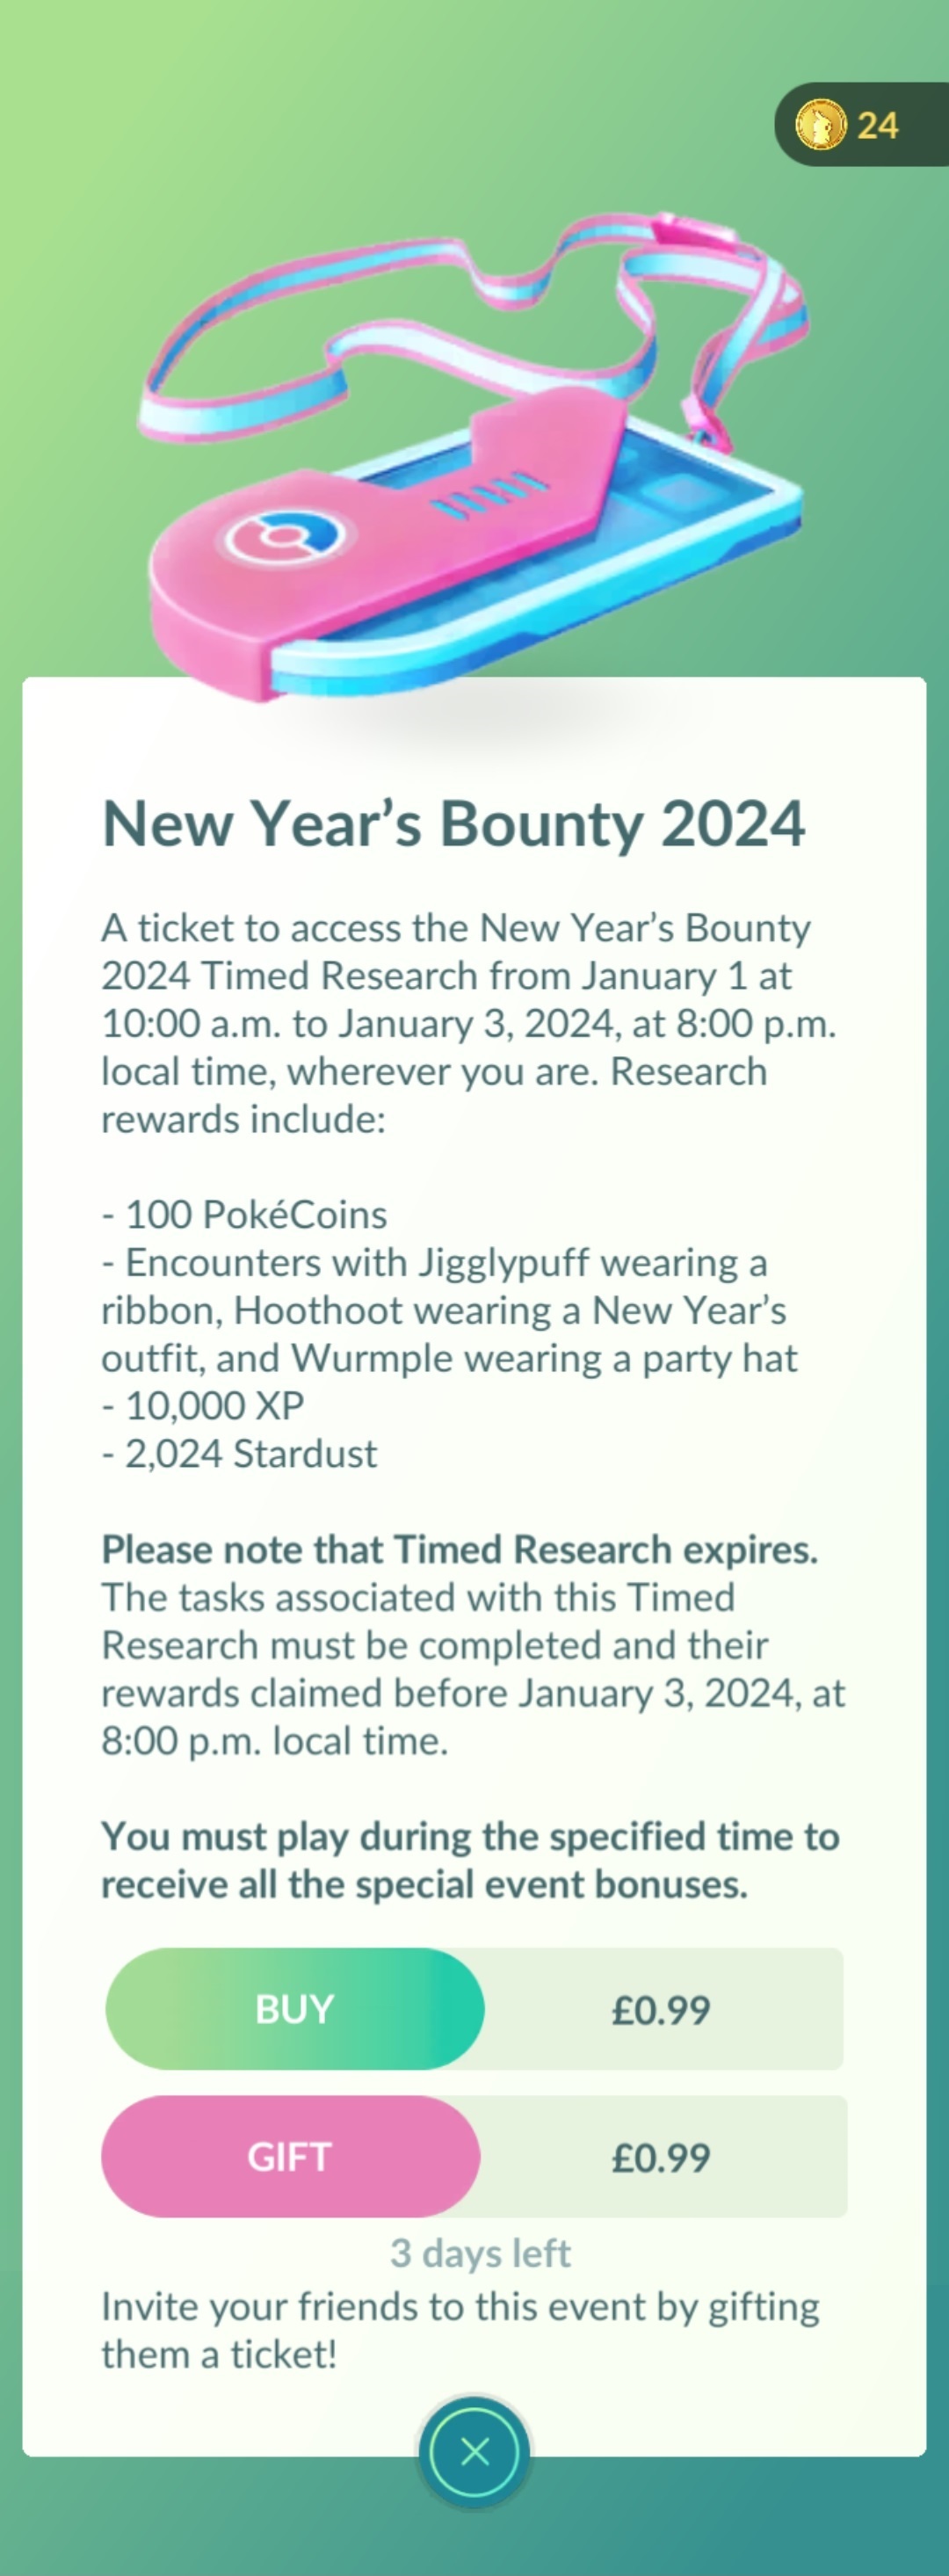 24
New Year’s Bounty 2024
A ticket to access the New Year’s Bounty
2024 Timed Research from January 1 at
10:00 a.m. to January 3, 2024, at 8:00 p.m.
local time, wherever you are. Research
rewards include:
- 100 PokéCoins
- Encounters with Jigglypuff wearing a
ribbon, Hoothoot wearing a New Year’s
outfit, and Wurmple wearing a party hat
- 10,000 XP
- 2,024 Stardust
Please note that Timed Research expires.
The tasks associated with this Timed
Research must be completed and their
rewards claimed before January 3, 2024, at
8:00 p.m. local time.
You must play during the specified time to
receive all the special event bonuses.
BUY £0.99
GIFT £0.99
3 days left
Invite your friends to this event by gifting
them a ticket!